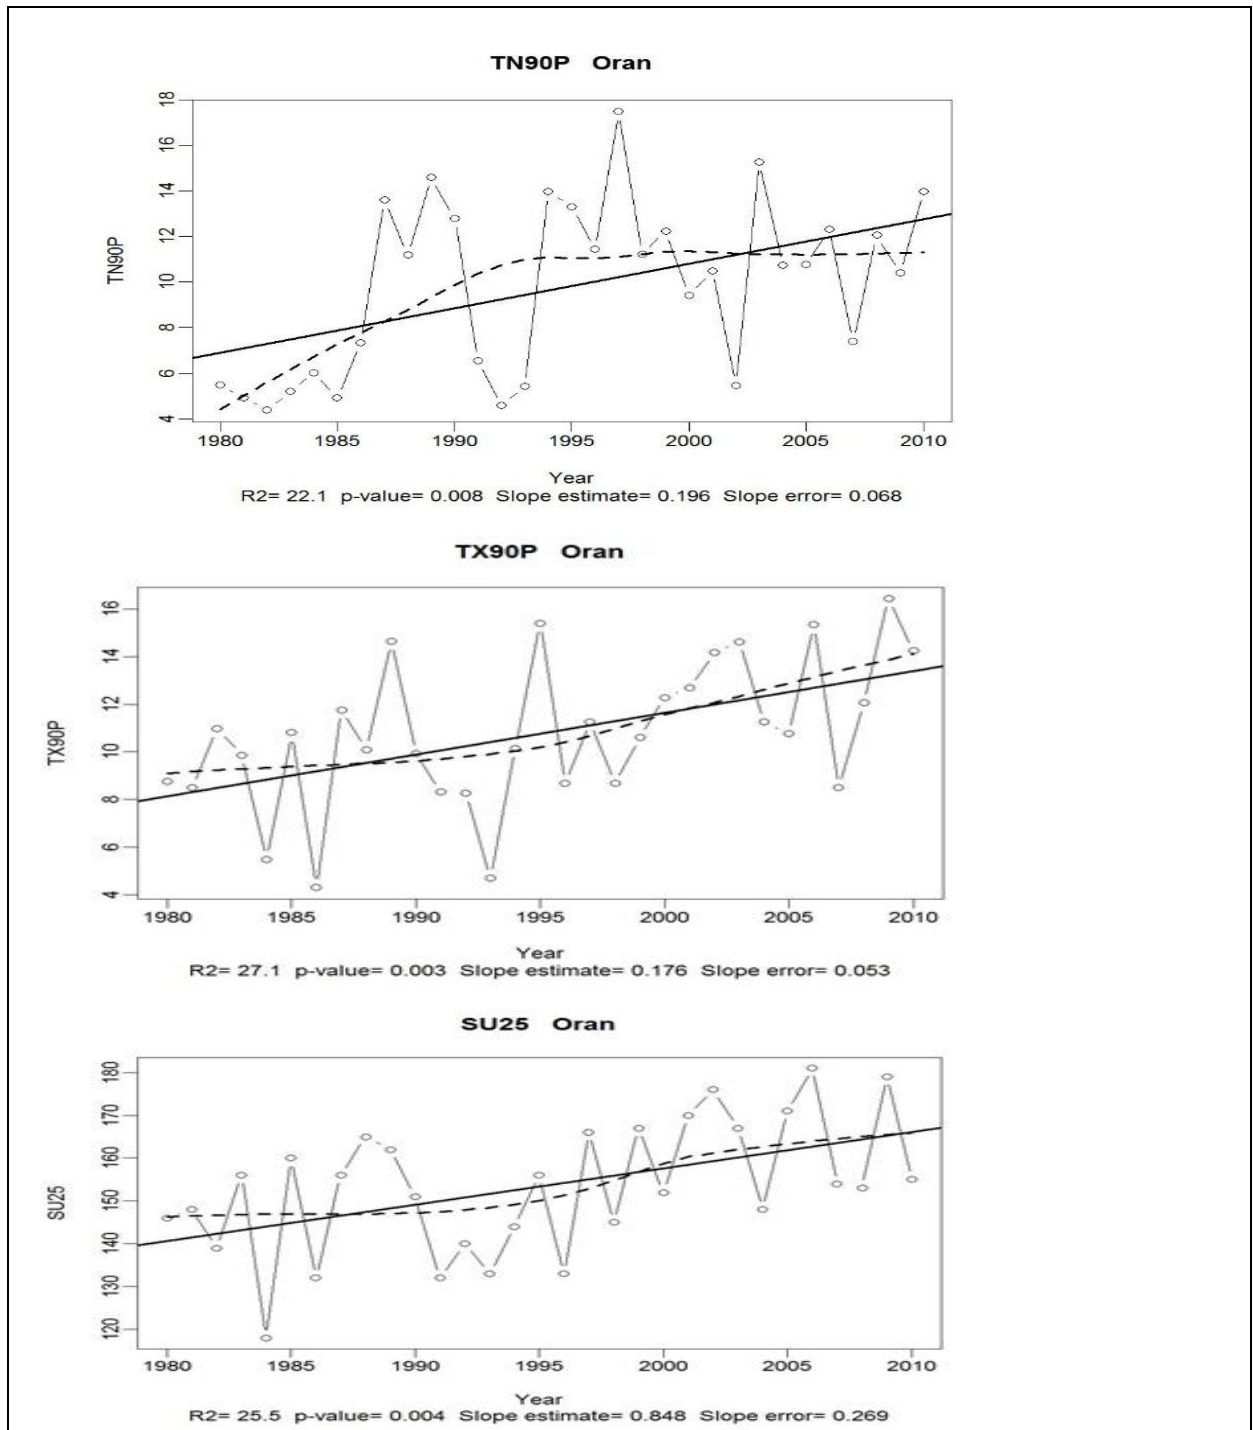 TN90P Oran
18
16
14
12
10
8
6
4
TN90P
1980 1985 1990 1995 2000 2005 2010
Year
R2= 22.1 p-value= 0.008 Slope estimate= 0.196 Slope error= 0.068
TX90P Oran
16
14
12
10
8
6
4
TX90P
1980 1985 1990 1995 2000 2005 2010
Year
R2= 27.1 p-value= 0.003 Slope estimate= 0.176 Slope error= 0.053
SU25 Oran
180
170
160
150
140
130
120
SU25
1980 1985 1990 1995 2000 2005 2010
Year
R2= 25.5 p-value= 0.004 Slope estimate= 0.848 Slope error= 0.269